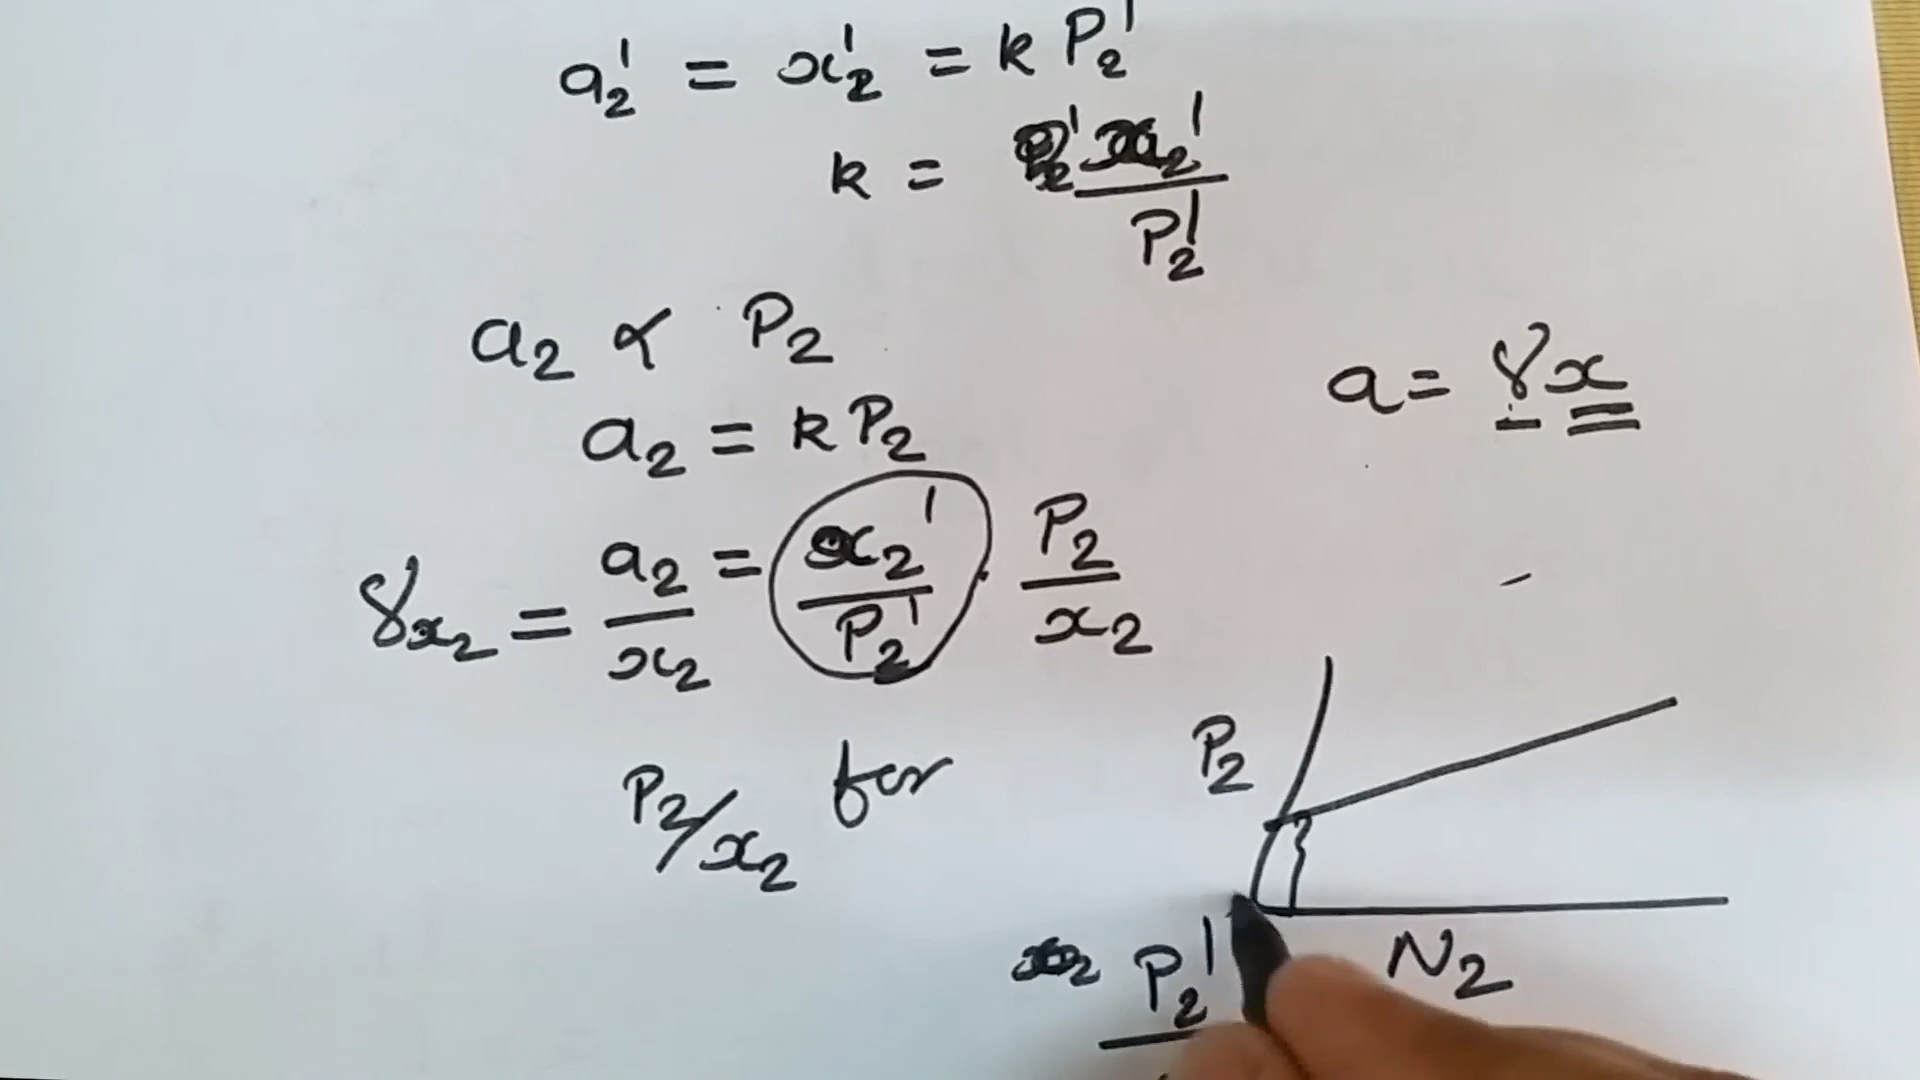 a₂' = x₂' = k P₂'
k = x₂' / P₂'
a₂ ∝ P₂
a = γx
a₂ = k P₂
γx₂ = a₂/x₂ = x₂'/P₂' · P₂/x₂
P₂/x₂ for
P₂
N₂
P₂'